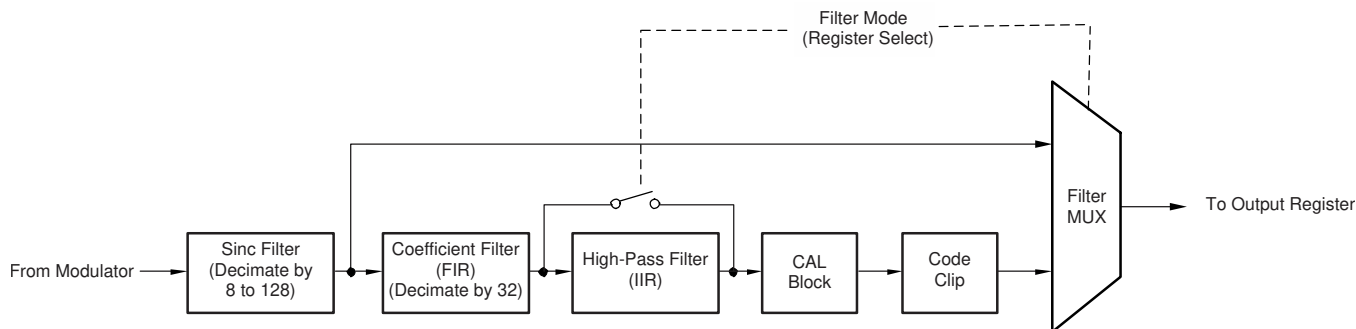 Filter Mode
(Register Select)
Filter
MUX
To Output Register
From Modulator
Sinc Filter
(Decimate by
8 to 128)
Coefficient Filter
(FIR)
(Decimate by 32)
High-Pass Filter
(IIR)
CAL
Block
Code
Clip